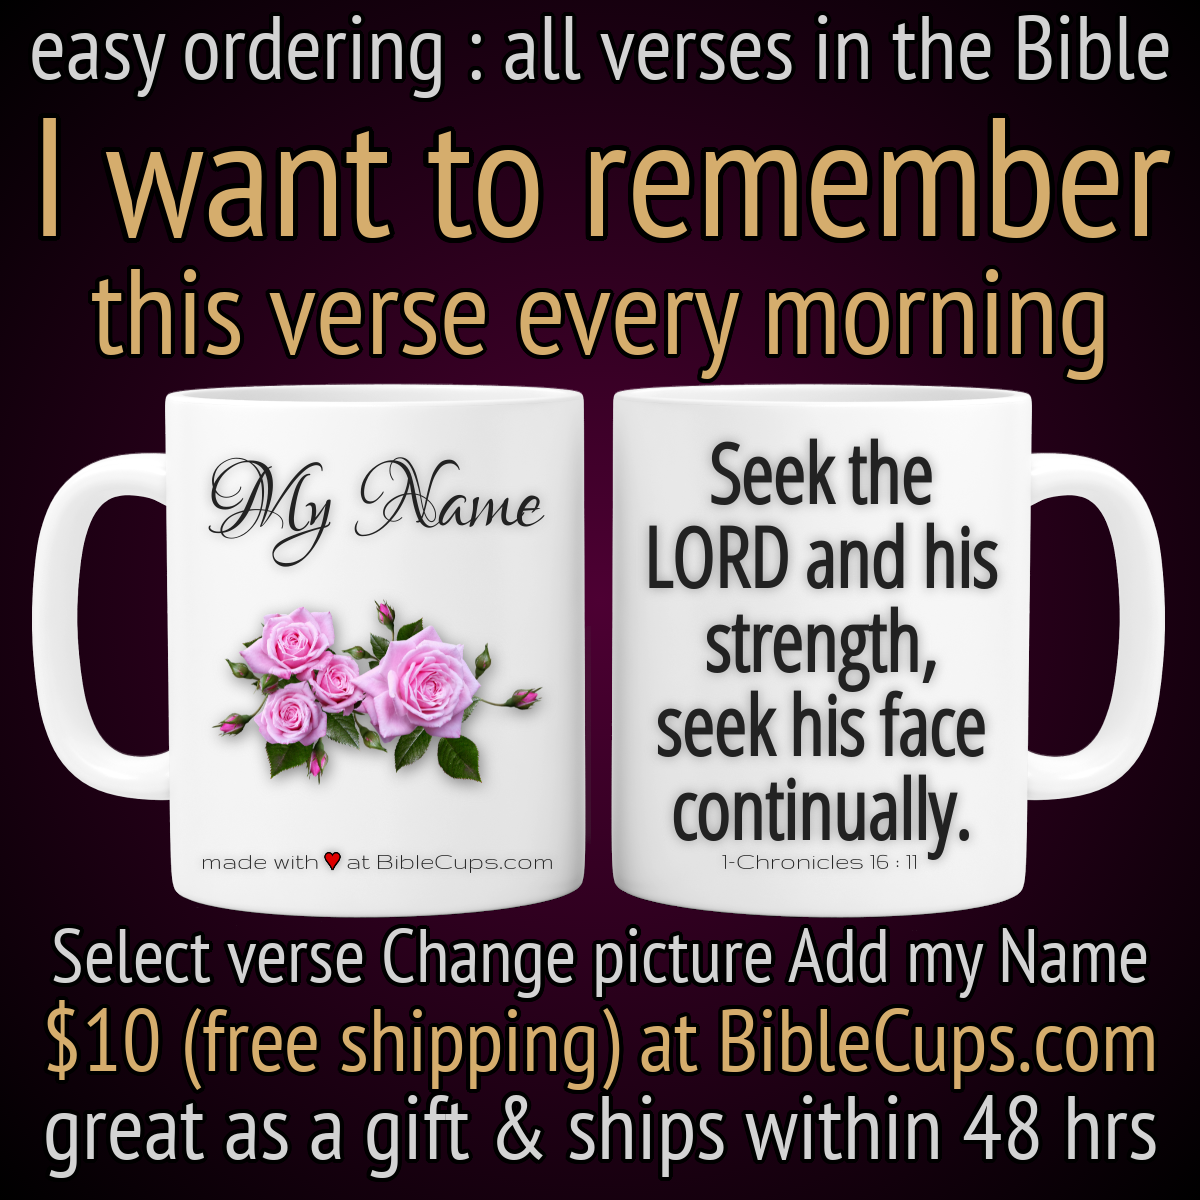 easy ordering : all verses in the Bible
I want to remember
this verse every morning
My Name
made with ❤ at BibleCups.com
Seek the
LORD and his
strength,
seek his face
continually.
1-Chronicles 16 : 11
Select verse Change picture Add my Name
$10 (free shipping) at BibleCups.com
great as a gift & ships within 48 hrs